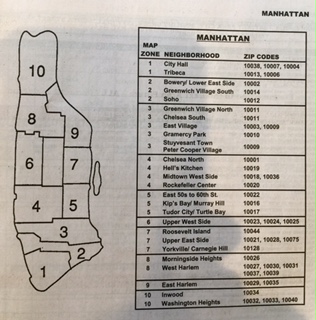 MANHATTAN
10
8
9
6
7
4
5
3
2
1
MANHATTAN
MAP
ZONE NEIGHBORHOOD ZIP CODES
1 City Hall 10038, 10007, 10004
1 Tribeca 10013, 10006
2 Bowery/ Lower East Side 10002
2 Greenwich Village South 10014
2 Soho 10012
3 Greenwich Village North 10011
3 Chelsea South 10011
3 East Village 10003, 10009
3 Gramercy Park 10010
3 Stuyvesant Town
Peter Cooper Village 10009
4 Chelsea North 10001
4 Hell's Kitchen 10019
4 Midtown West Side 10018, 10036
4 Rockefeller Center 10020
5 East 50s to 60th St. 10022
5 Kip's Bay/ Murray Hill 10016
5 Tudor City/ Turtle Bay 10017
6 Upper West Side 10023, 10024, 10025
7 Roosevelt Island 10044
7 Upper East Side 10021, 10028, 10075
7 Yorkville/ Carnegie Hill 10128
8 Morningside Heights 10026
8 West Harlem 10027, 10030, 10031
10037, 10039
9 East Harlem 10029, 10035
10 Inwood 10034
10 Washington Heights 10032, 10033, 10040